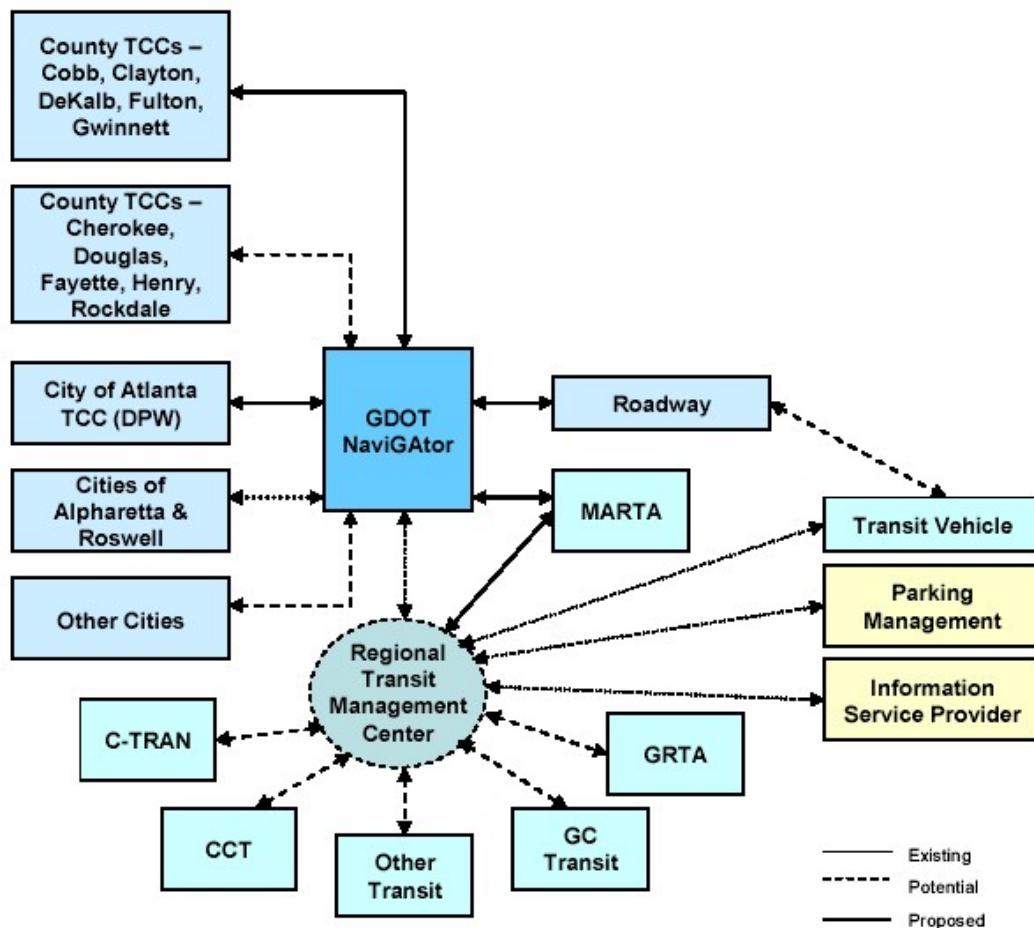 County TCCs –
Cobb, Clayton,
DeKalb, Fulton,
Gwinnett
County TCCs –
Cherokee,
Douglas,
Fayette, Henry,
Rockdale
City of Atlanta
TCC (DPW)
GDOT
NaviGAtor
Roadway
Cities of
Alpharetta &
Roswell
MARTA
Transit Vehicle
Other Cities
Parking
Management
Regional
Transit
Management
Center
Information
Service Provider
C-TRAN
GRTA
CCT
Other
Transit
GC
Transit
Existing
Potential
Proposed